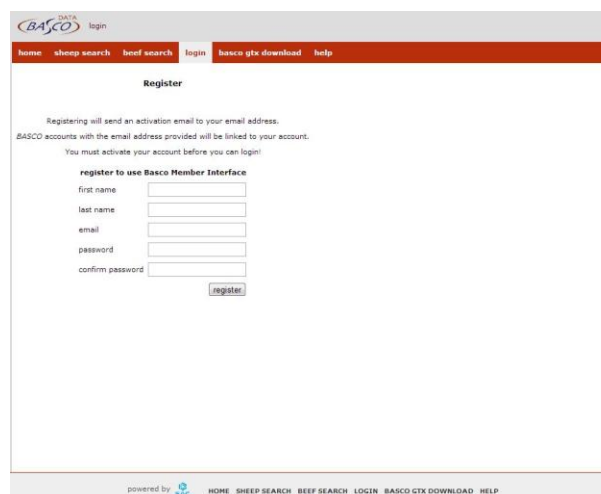 DATA
BASCO login
home sheep search beef search login basco gtx download help
Register
Registering will send an activation email to your email address.
BASCO accounts with the email address provided will be linked to your account.
You must activate your account before you can login!
register to use Basco Member Interface
first name
last name
email
password
confirm password
register
powered by HOME SHEEP SEARCH BEEF SEARCH LOGIN BASCO GTX DOWNLOAD HELP